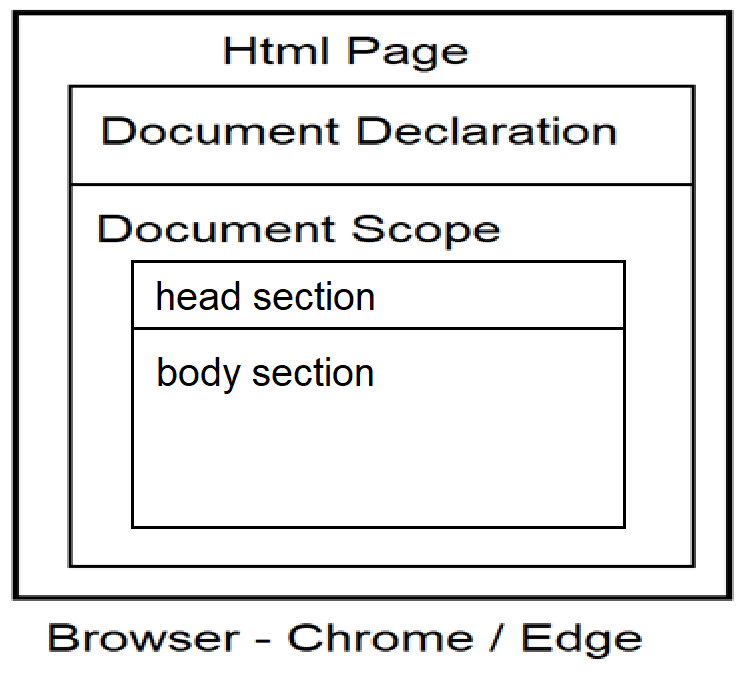 Html Page
Document Declaration
Document Scope
head section
body section
Browser - Chrome / Edge